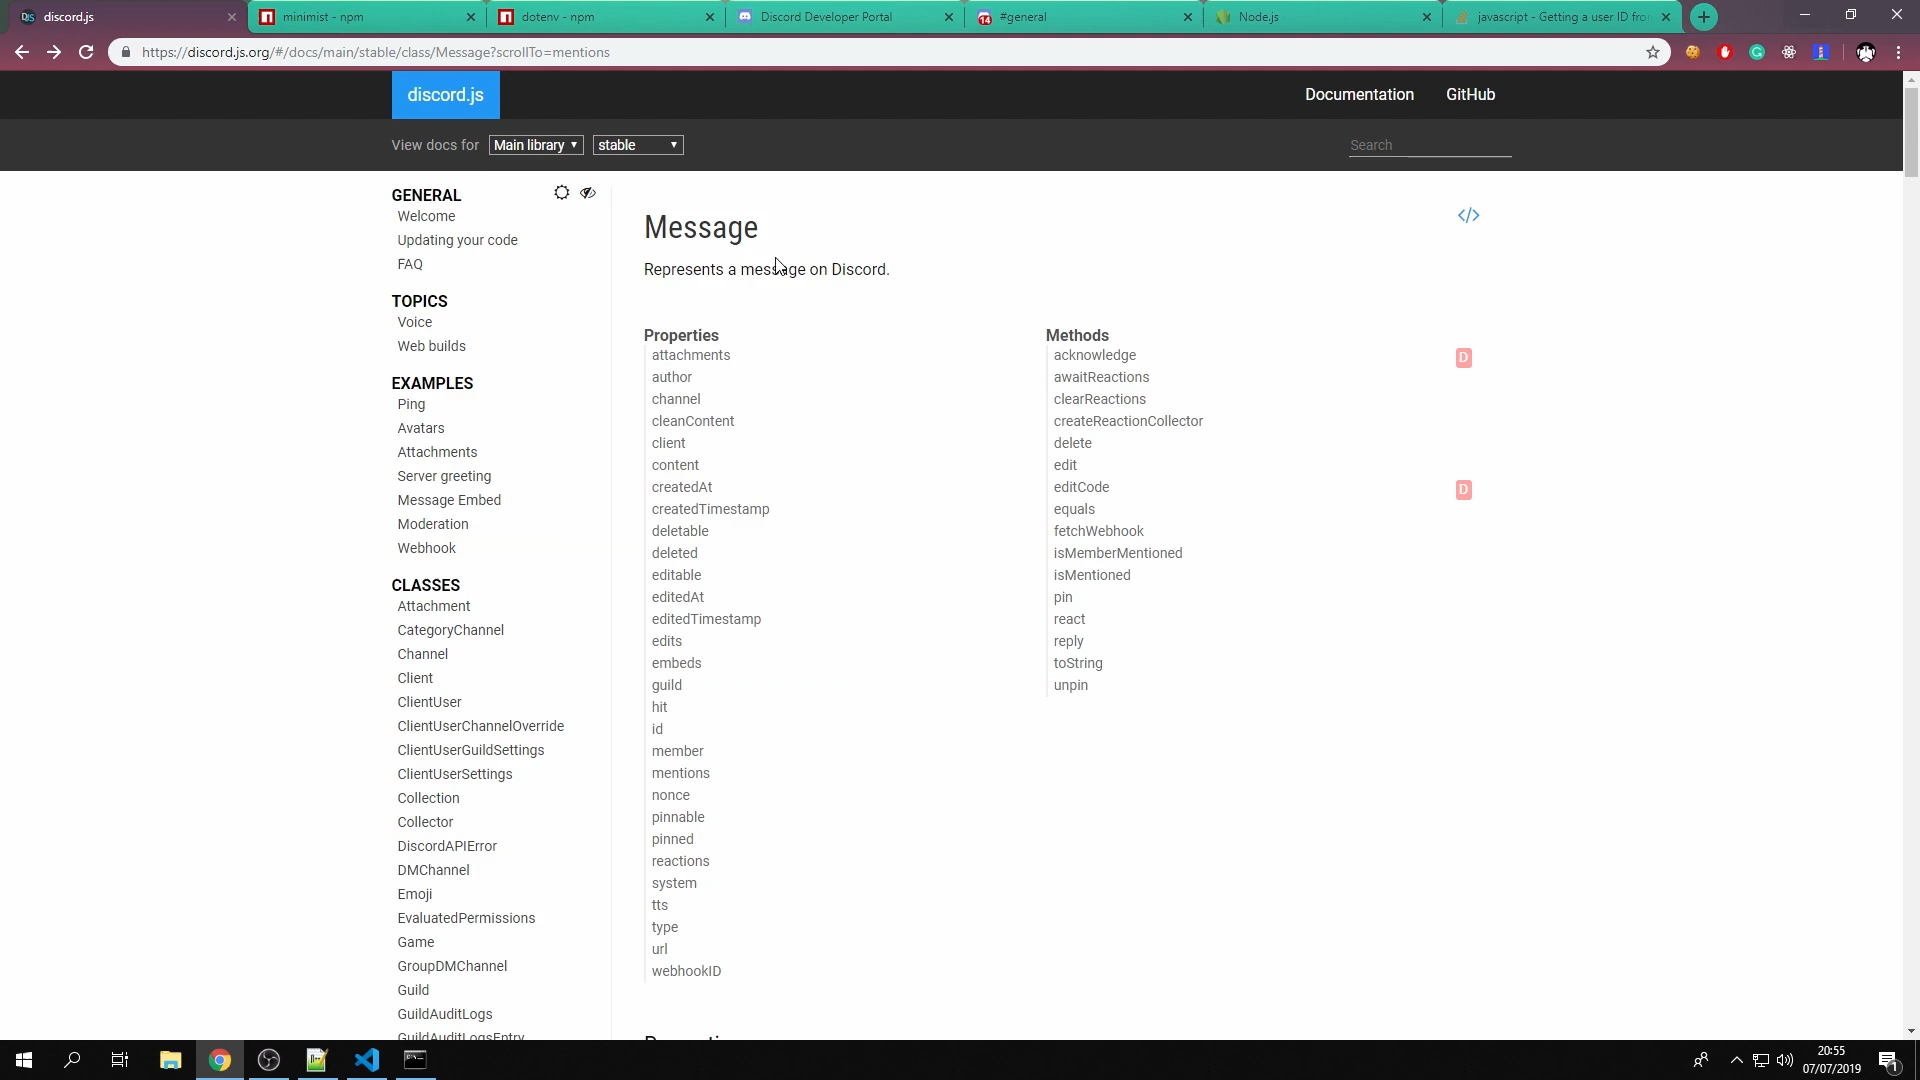 discord.js
minimist - npm
dotenv - npm
Discord Developer Portal
14
#general
Node.js
javascript - Getting a user ID fro
https://discord.js.org/#/docs/main/stable/class/Message?scrollTo=mentions
discord.js
Documentation
GitHub
View docs for
Main library
stable
Search
GENERAL
Welcome
Updating your code
FAQ
TOPICS
Voice
Web builds
EXAMPLES
Ping
Avatars
Attachments
Server greeting
Message Embed
Moderation
Webhook
CLASSES
Attachment
CategoryChannel
Channel
Client
ClientUser
ClientUserChannelOverride
ClientUserGuildSettings
ClientUserSettings
Collection
Collector
DiscordAPIError
DMChannel
Emoji
EvaluatedPermissions
Game
GroupDMChannel
Guild
GuildAuditLogs
GuildAuditLogsEntry
Message
</>
Represents a message on Discord.
Properties
attachments
author
channel
cleanContent
client
content
createdAt
createdTimestamp
deletable
deleted
editable
editedAt
editedTimestamp
edits
embeds
guild
hit
id
member
mentions
nonce
pinnable
pinned
reactions
system
tts
type
url
webhookID
Methods
acknowledge D
awaitReactions
clearReactions
createReactionCollector
delete
edit
editCode D
equals
fetchWebhook
isMemberMentioned
isMentioned
pin
react
reply
toString
unpin
20:55
07/07/2019
1